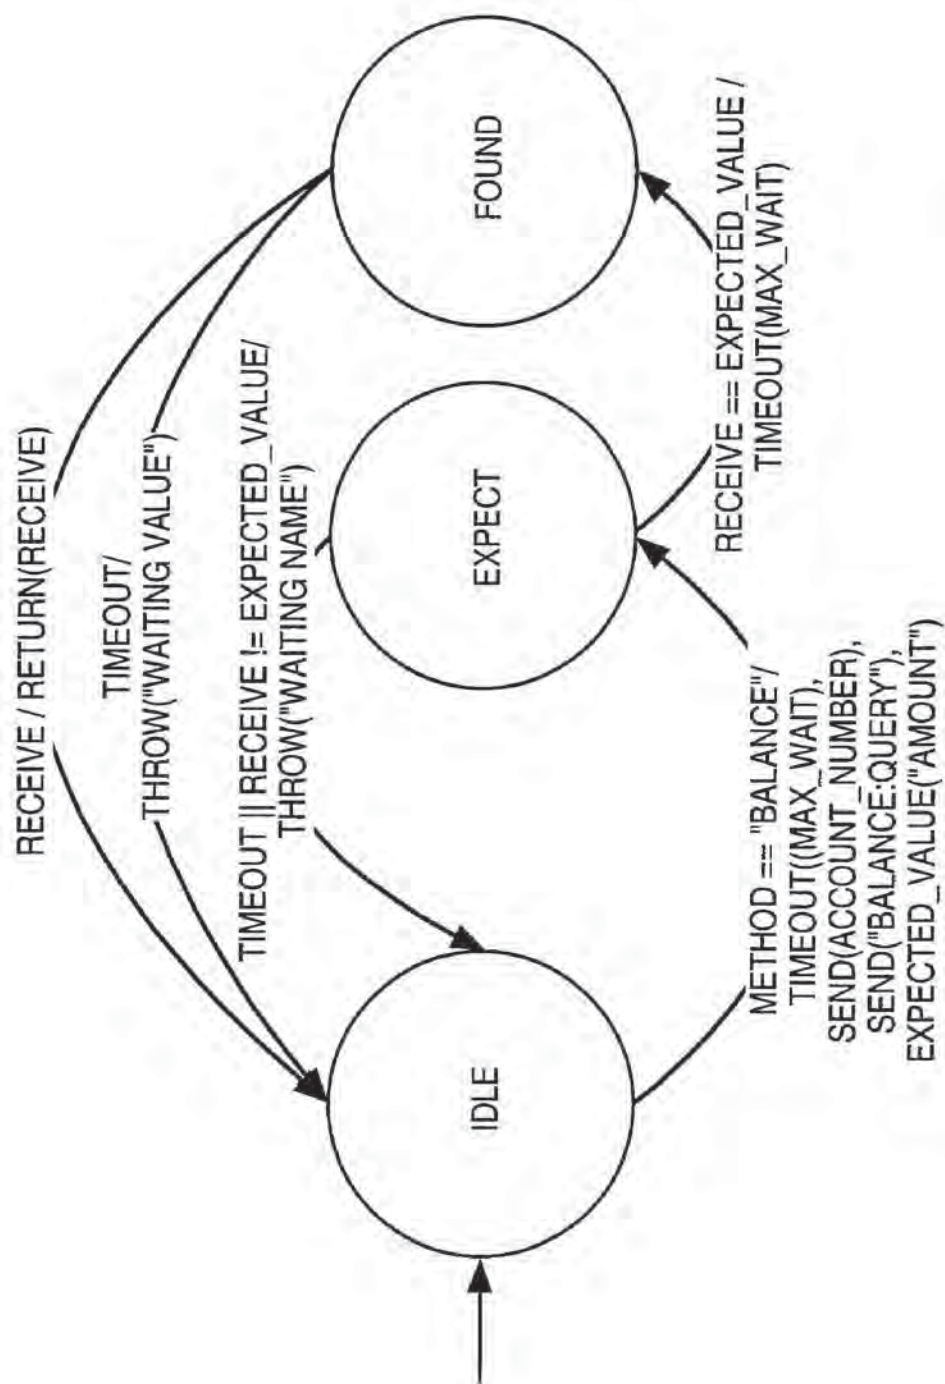 RECEIVE / RETURN(RECEIVE)
TIMEOUT/
THROW("WAITING VALUE")
TIMEOUT || RECEIVE != EXPECTED_VALUE/
THROW("WAITING NAME")
IDLE
EXPECT
FOUND
METHOD == "BALANCE"/
TIMEOUT((MAX_WAIT),
SEND(ACCOUNT_NUMBER),
SEND("BALANCE:QUERY"),
EXPECTED_VALUE("AMOUNT")
RECEIVE == EXPECTED_VALUE /
TIMEOUT(MAX_WAIT)